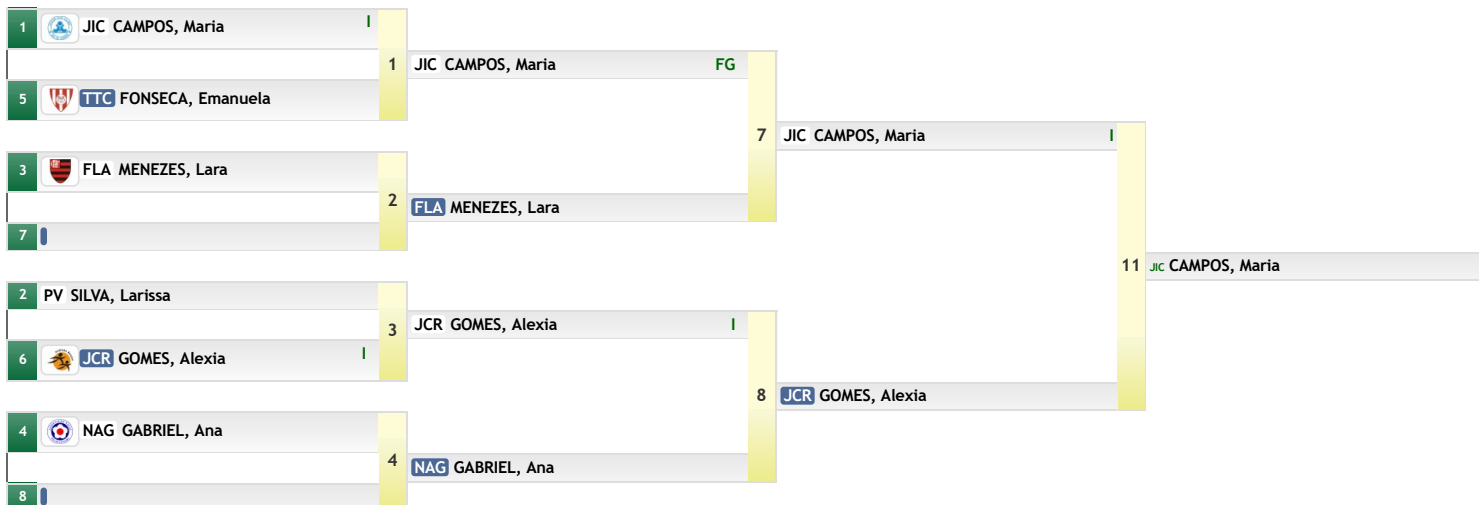 1 JIC CAMPOS, Maria I
1 JIC CAMPOS, Maria FG
5 TTC FONSECA, Emanuela
7 JIC CAMPOS, Maria I
3 FLA MENEZES, Lara
2 FLA MENEZES, Lara
7
11 JIC CAMPOS, Maria
2 PV SILVA, Larissa
3 JCR GOMES, Alexia I
6 JCR GOMES, Alexia I
8 JCR GOMES, Alexia
4 NAG GABRIEL, Ana
4 NAG GABRIEL, Ana
8